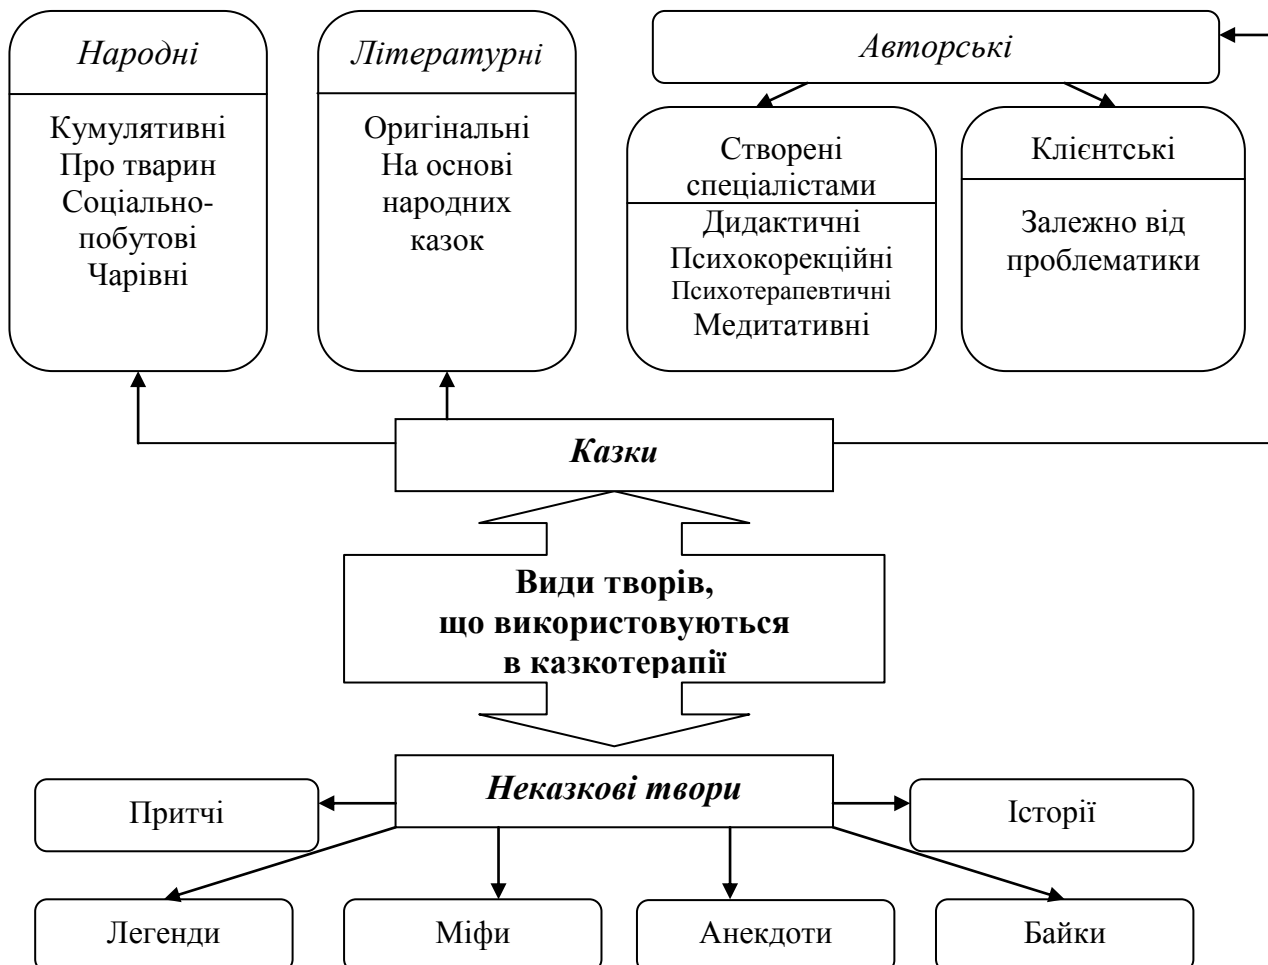 Народні
Кумулятивні
Про тварин
Соціально-
побутові
Чарівні
Літературні
Оригінальні
На основі
народних
казок
Авторські
Створені
спеціалістами
Дидактичні
Психокорекційні
Психотерапевтичні
Медитативні
Клієнтські
Залежно від
проблематики
Казки
Види творів,
що використовуються
в казкотерапії
Неказкові твори
Притчі
Історії
Легенди
Міфи
Анекдоти
Байки